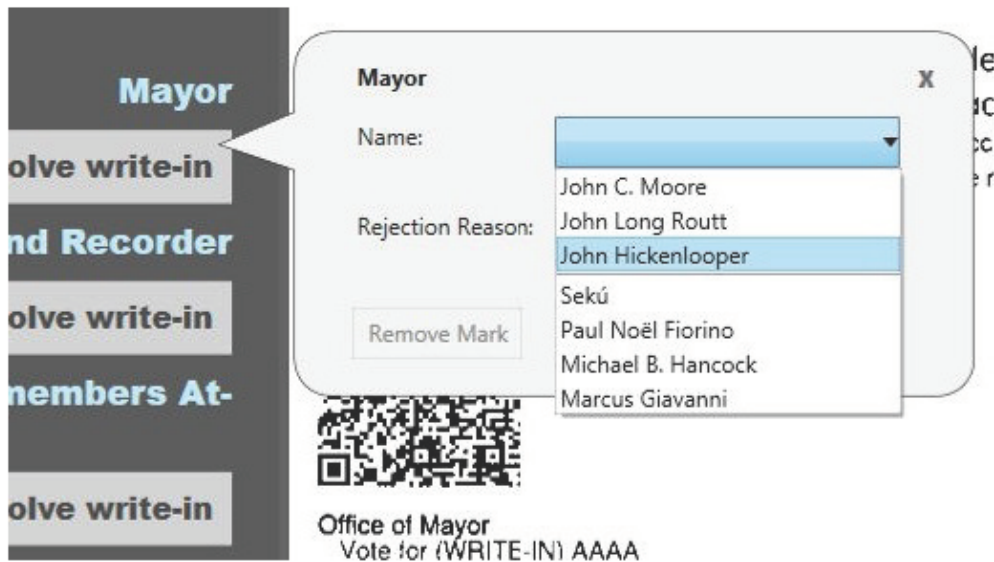 Mayor
olve write-in
nd Recorder
olve write-in
members At-
olve write-in
Mayor
X
Name:
Rejection Reason:
John C. Moore
John Long Routt
John Hickenlooper
Sekú
Paul Noël Fiorino
Michael B. Hancock
Marcus Giavanni
Remove Mark
Office of Mayor
Vote for (WRITE-IN) AAAA